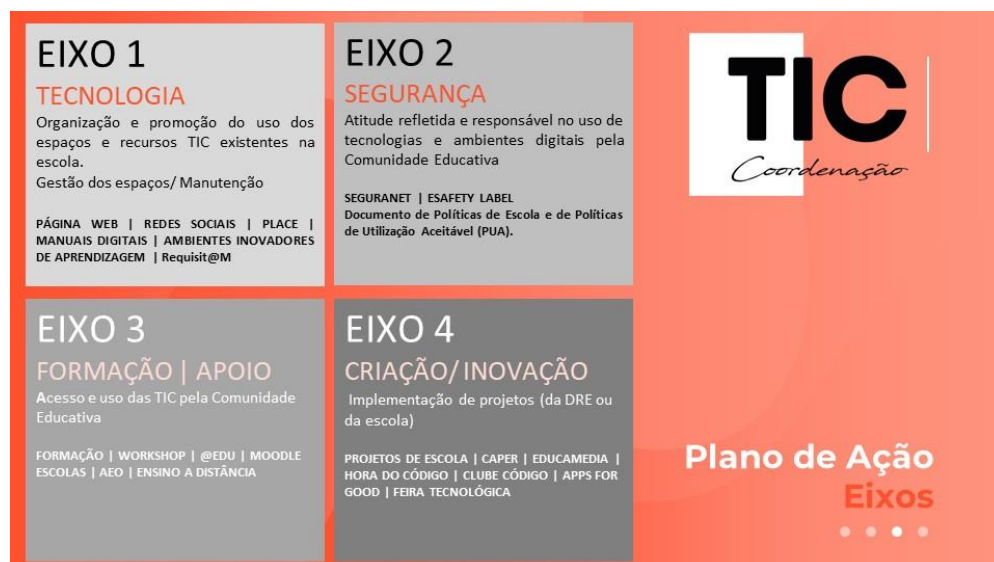 EIXO 1
TECNOLOGIA
Organização e promoção do uso dos
espaços e recursos TIC existentes na
escola.
Gestão dos espaços/ Manutenção
PÁGINA WEB | REDES SOCIAIS | PLACE |
MANUAIS DIGITAIS | AMBIENTES INOVADORES
DE APRENDIZAGEM | Requisit@M
EIXO 2
SEGURANÇA
Atitude refletida e responsável no uso de
tecnologias e ambientes digitais pela
Comunidade Educativa
SEGURANET | ESAFETY LABEL
Documento de Políticas de Escola e de Políticas
de Utilização Aceitável (PUA).
EIXO 3
FORMAÇÃO | APOIO
Acesso e uso das TIC pela Comunidade
Educativa
FORMAÇÃO | WORKSHOP | @EDU | MOODLE
ESCOLAS | AEO | ENSINO A DISTÂNCIA
EIXO 4
CRIAÇÃO/INOVAÇÃO
Implementação de projetos (da DRE ou
da escola)
PROJETOS DE ESCOLA | CAPER | EDUCAMEDIA |
HORA DO CÓDIGO | CLUBE CÓDIGO | APPS FOR
GOOD | FEIRA TECNOLÓGICA
TIC
Coordenação
Plano de Ação
Eixos